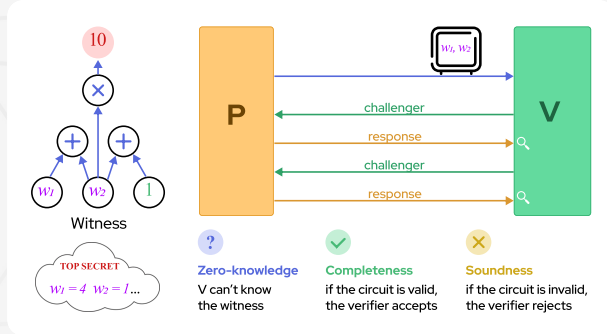 10
×
+ +
w₁ w₂ 1
Witness
TOP SECRET
w₁ = 4 w₂ = 1...
P
w₁, w₂
challenger
response
challenger
response
V
?
Zero-knowledge
V can’t know
the witness
Completeness
if the circuit is valid,
the verifier accepts
Soundness
if the circuit is invalid,
the verifier rejects